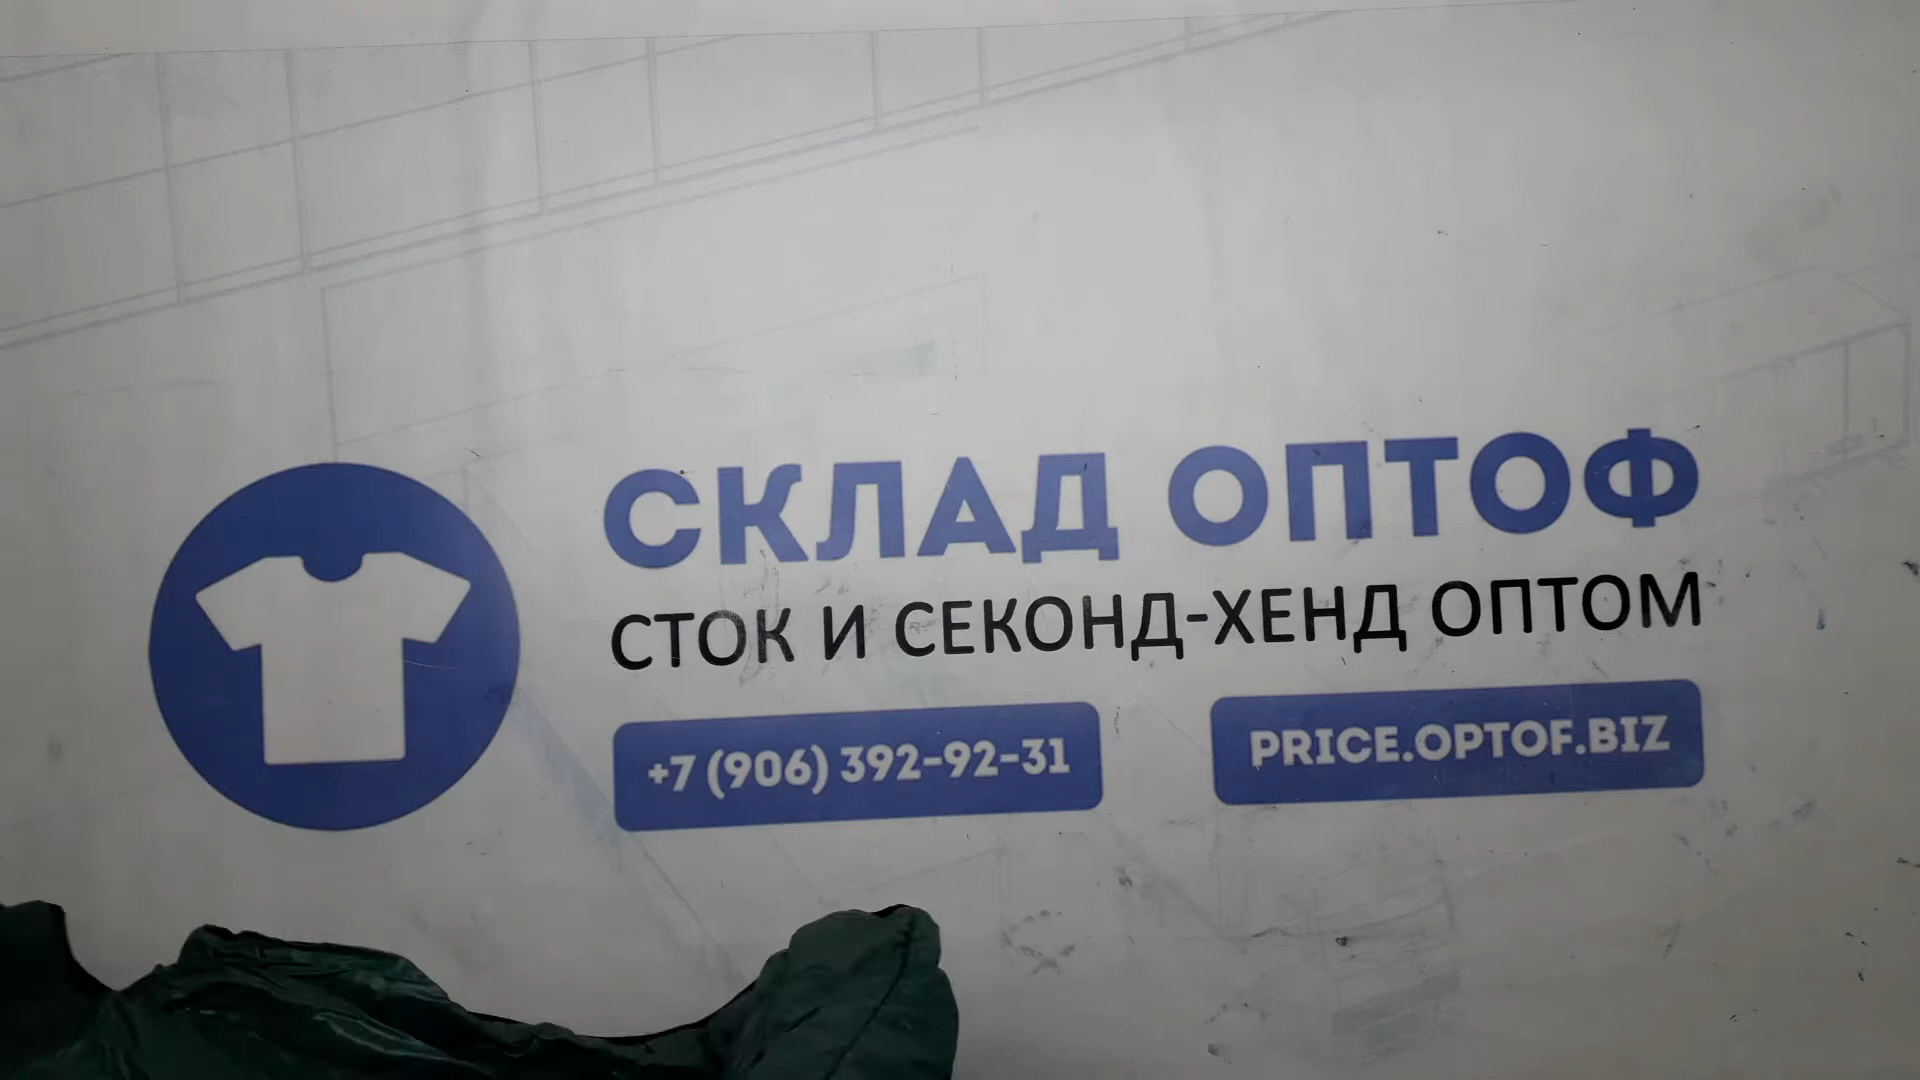 СКЛАД ОПТОФ
СТОК И СЕКОНД-ХЕНД ОПТОМ
+7 (906) 392-92-31
PRICE.OPTOF.BIZ